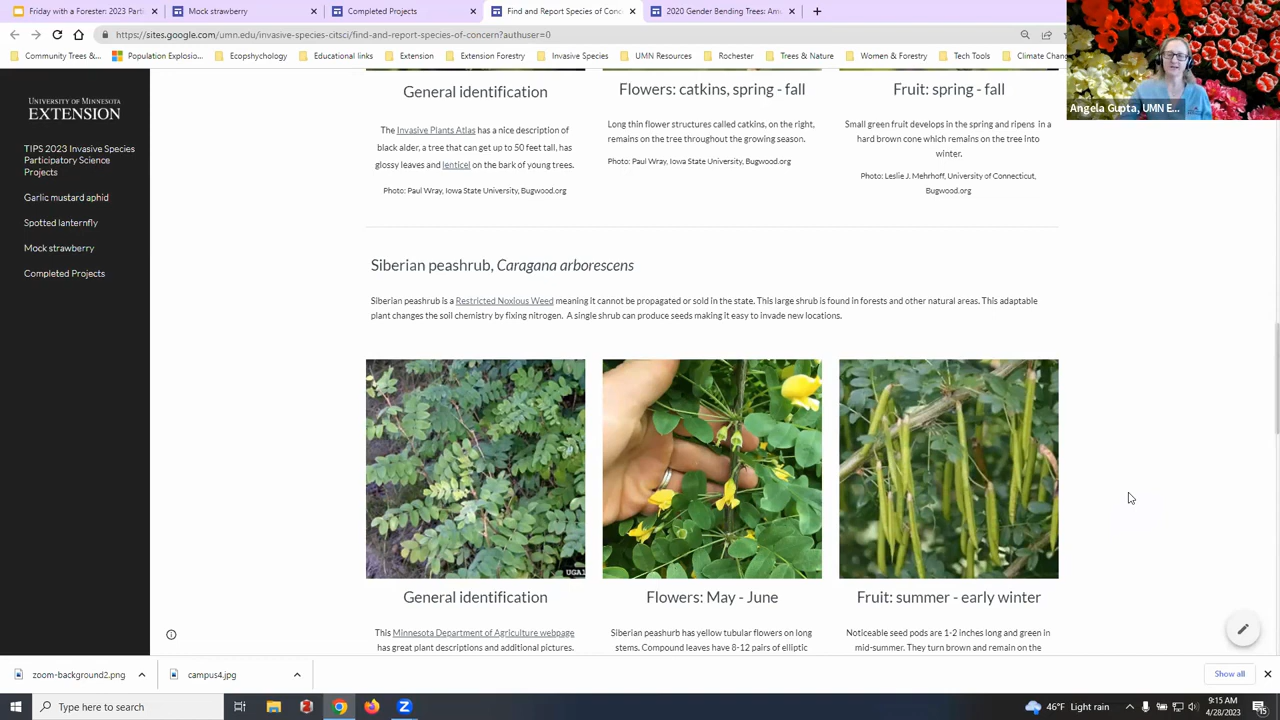 Friday with a Forester: 2023 Parti
Mock strawberry
Completed Projects
Find and Report Species of Conc
2020 Gender Bending Trees: Am
sites.google.com/umn.edu/invasive-species-citsci/find-and-report-species-of-concern?authuser=0
Community Trees &...
Population Explosio...
Ecopsychology
Educational links
Extension
Extension Forestry
Invasive Species
UMN Resources
Rochester
Trees & Nature
Women & Forestry
Tech Tools
Climate Chang
Angela Gupta, UMN E...
UNIVERSITY OF MINNESOTA
EXTENSION
TIPS 2023 Invasive Species
Participatory Science
Projects
Garlic mustard aphid
Spotted lanternfly
Mock strawberry
Completed Projects
General identification
The Invasive Plants Atlas has a nice description of
black alder, a tree that can get up to 50 feet tall, has
glossy leaves and lenticel on the bark of young trees.
Photo: Paul Wray, Iowa State University, Bugwood.org
Flowers: catkins, spring - fall
Long thin flower structures called catkins, on the right,
remains on the tree throughout the growing season.
Photo: Paul Wray, Iowa State University, Bugwood.org
Fruit: spring - fall
Small green fruit develops in the spring and ripens in a
hard brown cone which remains on the tree into
winter.
Photo: Leslie J. Mehrhoff, University of Connecticut,
Bugwood.org
Siberian peashrub, Caragana arborescens
Siberian peashrub is a Restricted Noxious Weed meaning it cannot be propagated or sold in the state. This large shrub is found in forests and other natural areas. This adaptable
plant changes the soil chemistry by fixing nitrogen. A single shrub can produce seeds making it easy to invade new locations.
UGA1
General identification
This Minnesota Department of Agriculture webpage
has great plant descriptions and additional pictures.
Flowers: May - June
Siberian peashurb has yellow tubular flowers on long
stems. Compound leaves have 8-12 pairs of elliptic
Fruit: summer - early winter
Noticeable seed pods are 1-2 inches long and green in
mid-summer. They turn brown and remain on the
zoom-background2.png
campus4.jpg
Show all
Type here to search
46°F Light rain
9:15 AM
4/28/2023
15